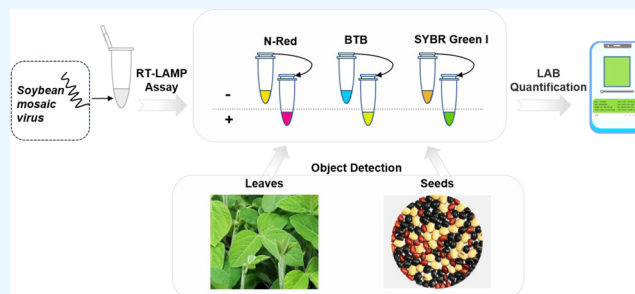 Soybean
mosaic
virus
RT-LAMP
Assay
N-Red
BTB
SYBR Green I
-
+
LAB
Quantification
Object Detection
Leaves
Seeds